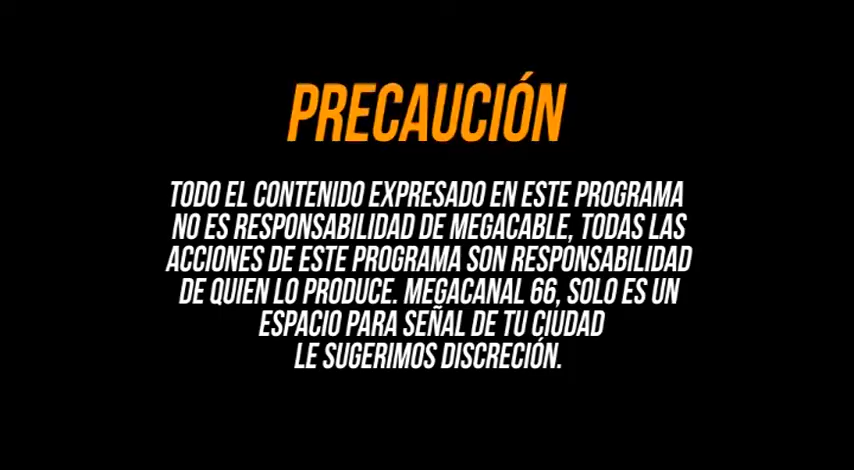 PRECAUCIÓN
TODO EL CONTENIDO EXPRESADO EN ESTE PROGRAMA
NO ES RESPONSABILIDAD DE MEGACABLE, TODAS LAS
ACCIONES DE ESTE PROGRAMA SON RESPONSABILIDAD
DE QUIEN LO PRODUCE. MEGACANAL 66, SOLO ES UN
ESPACIO PARA SEÑAL DE TU CIUDAD
LE SUGERIMOS DISCRECIÓN.